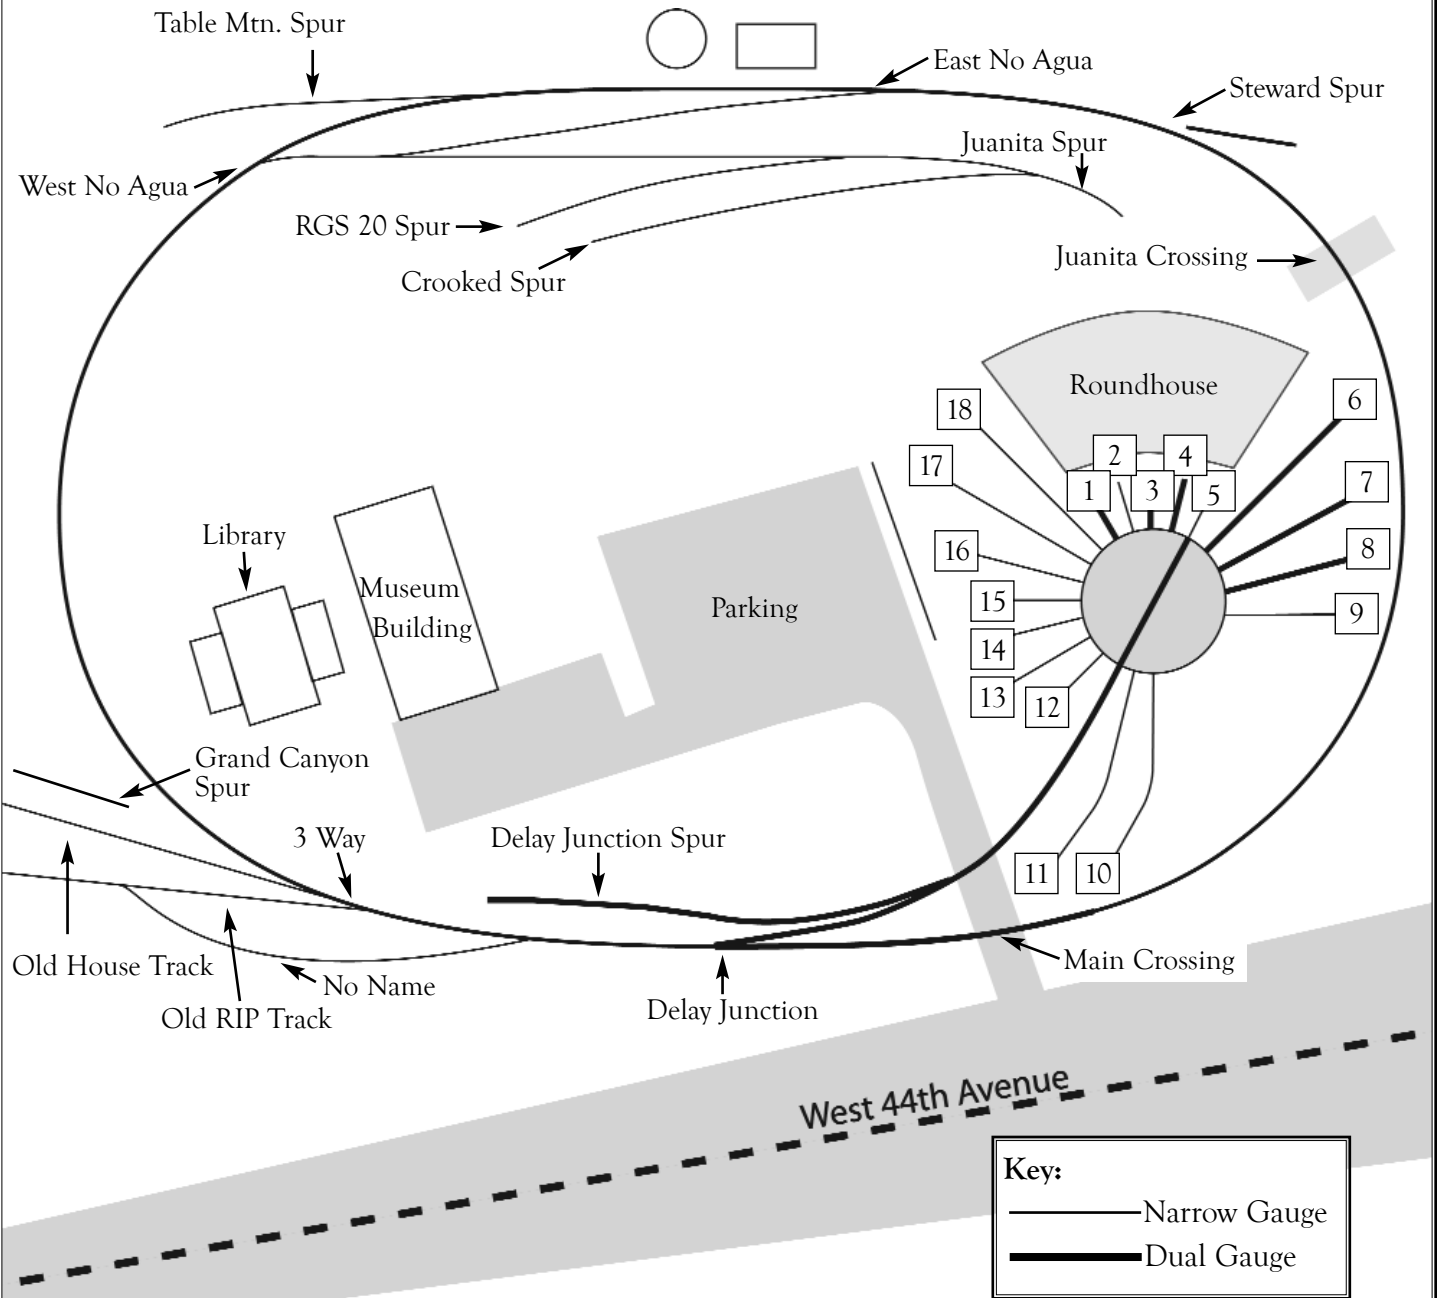 Table Mtn. Spur
East No Agua
Steward Spur
Juanita Spur
West No Agua
RGS 20 Spur
Juanita Crossing
Crooked Spur
Roundhouse
18
6
2
4
17
7
1
3
5
Library
16
8
Museum
Building
Parking
15
9
14
13
12
Grand Canyon
Spur
3 Way
Delay Junction Spur
11
10
Old House Track
No Name
Main Crossing
Old RIP Track
Delay Junction
West 44th Avenue
Key:
Narrow Gauge
Dual Gauge